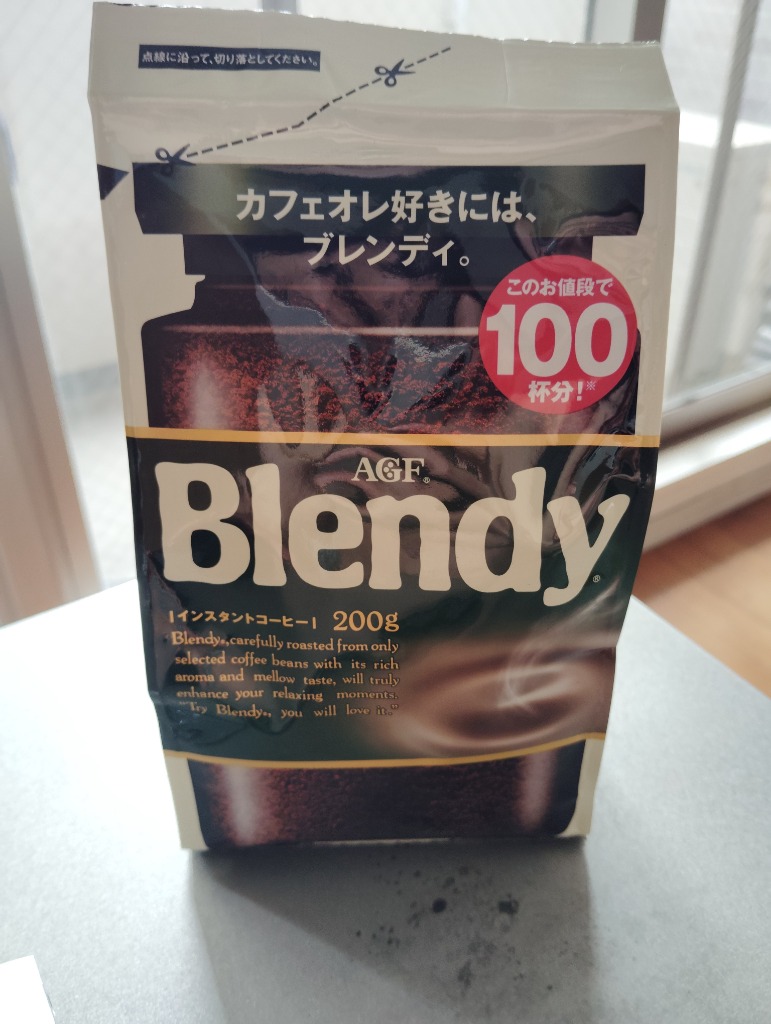 点線に沿って、切り落としてください。
カフェオレ好きには、
ブレンディ。
このお値段で
100
杯分!※
AGF®
Blendy®
インスタントコーヒー 200g
Blendy®, carefully roasted from only
selected coffee beans with its rich
aroma and mellow taste, will truly
enhance your relaxing moments.
"Try Blendy®, you will love it."